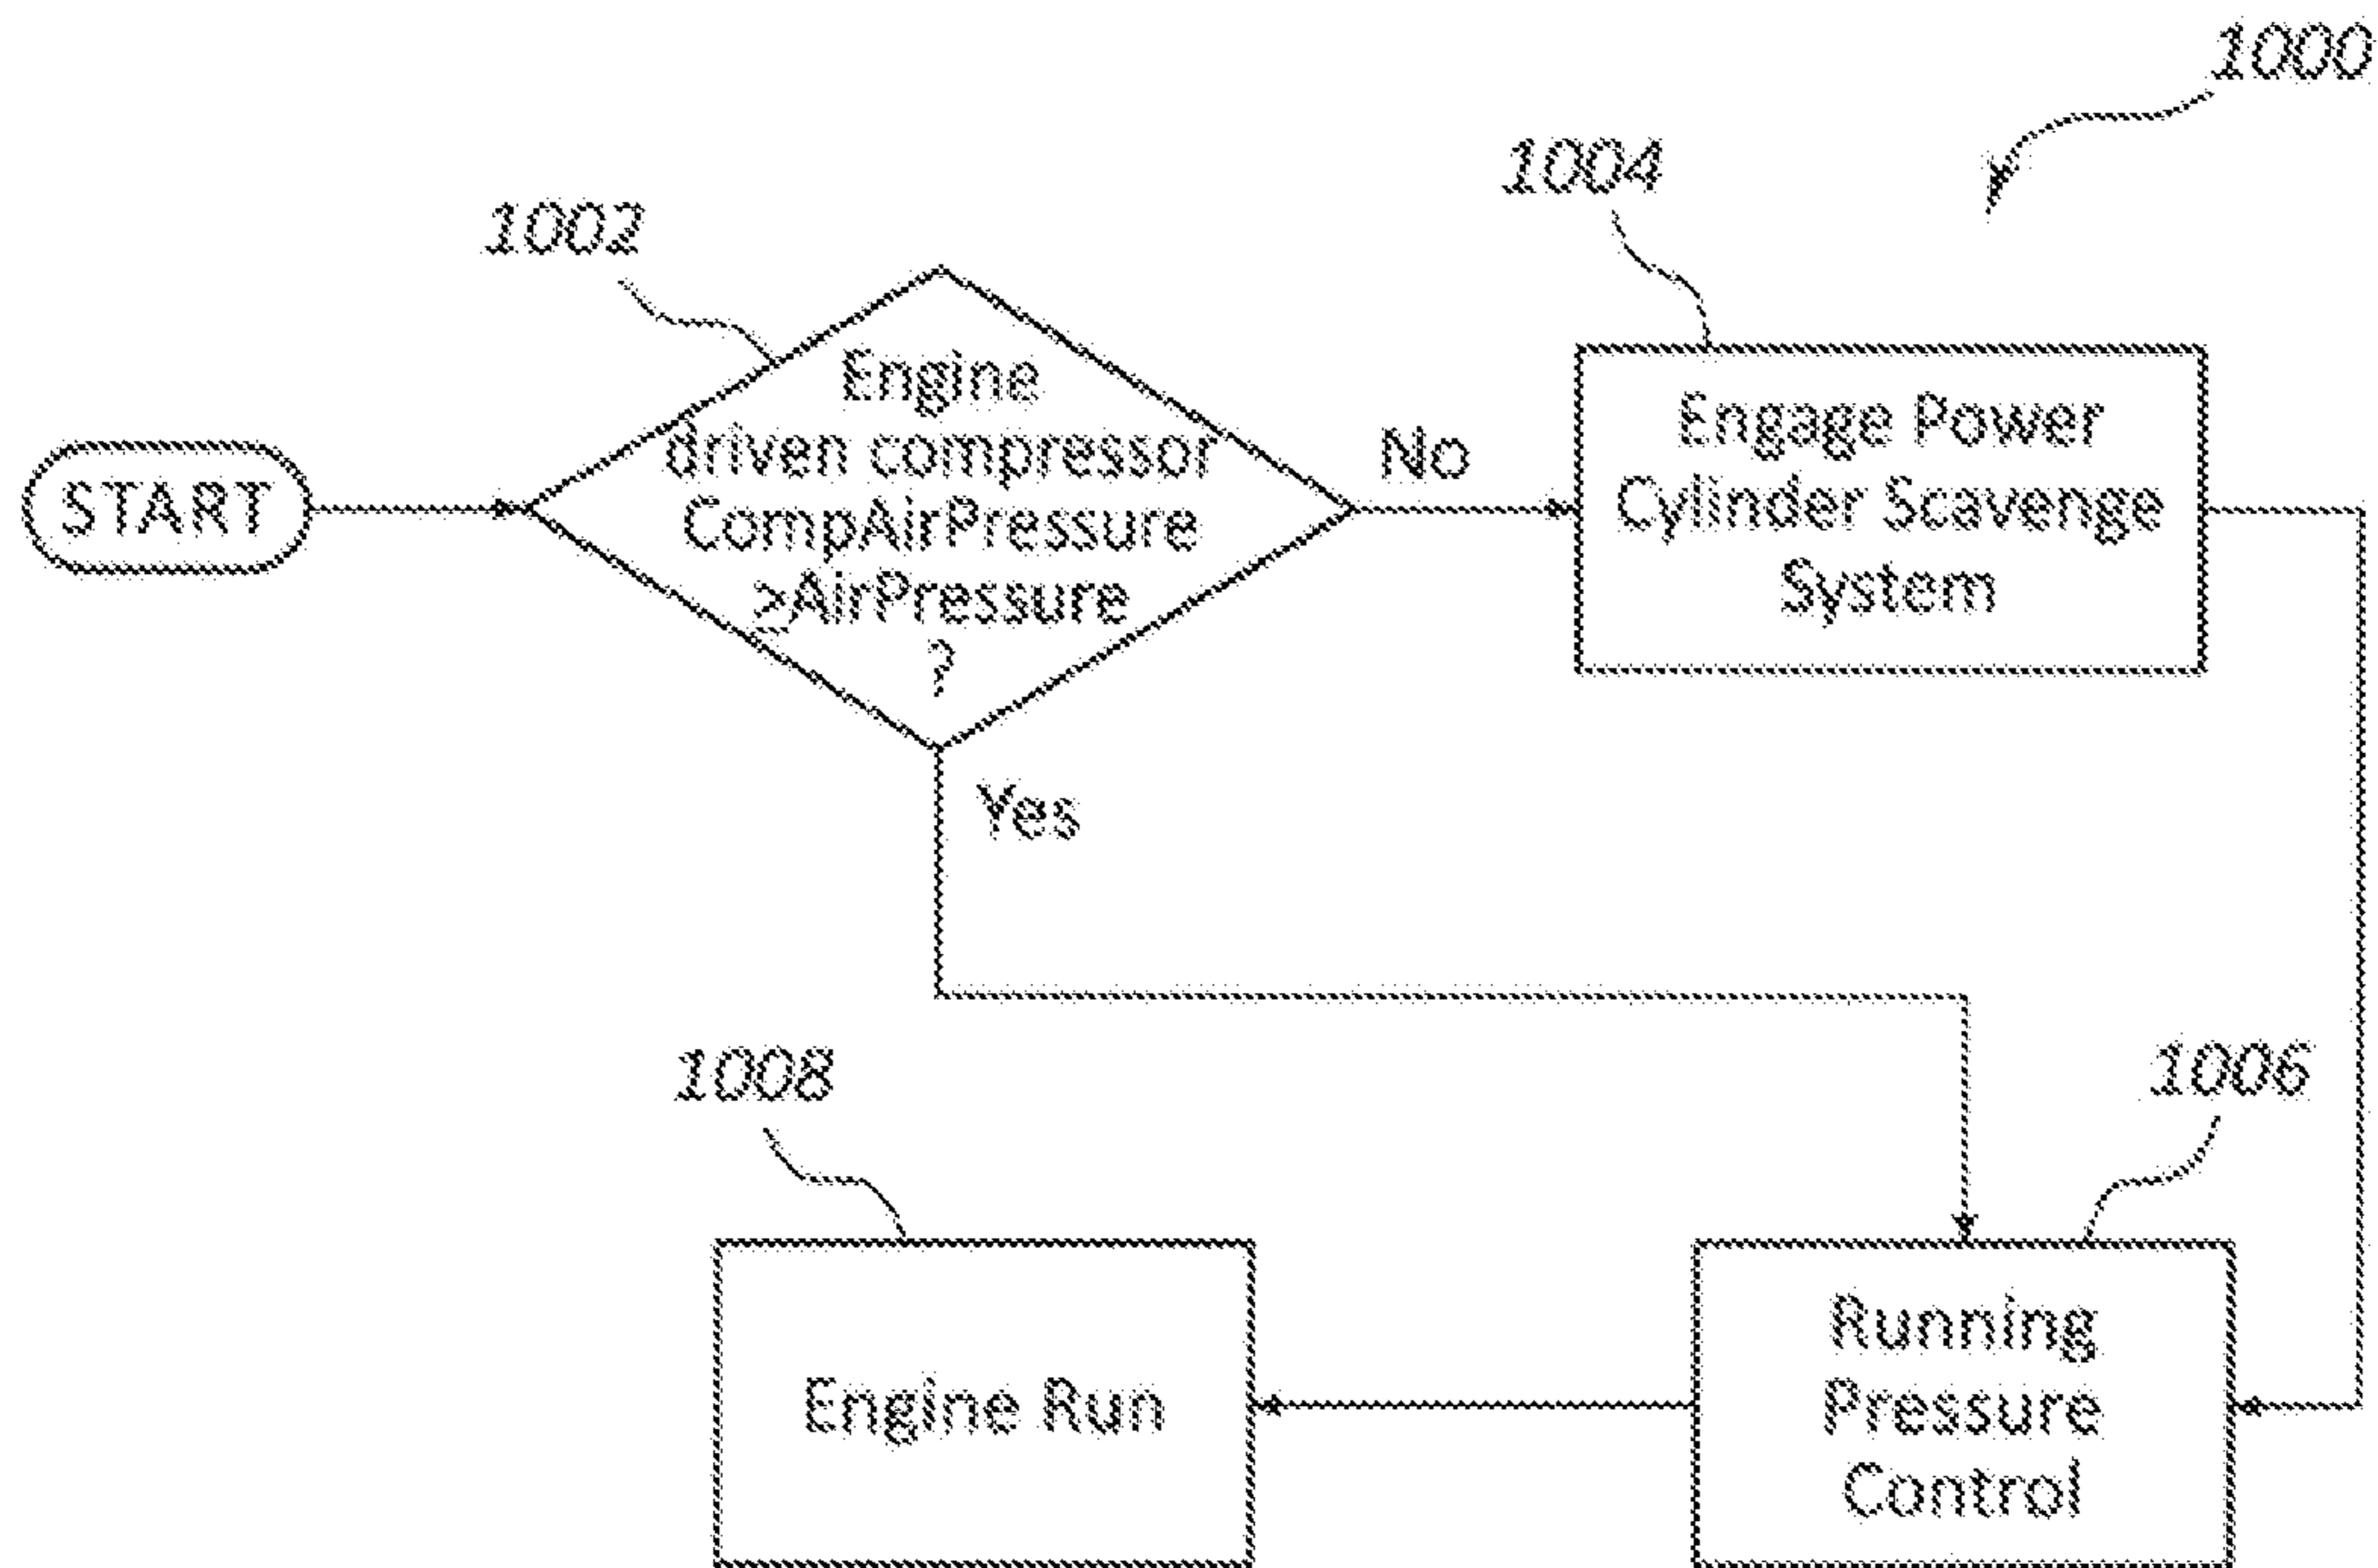 1000
1004
1002
Engine
driven compressor
CompAirPressure
≥AirPressure
?
START
No
Engage Power
Cylinder Scavenge
System
Yes
1008
1006
Engine Run
Running
Pressure
Control